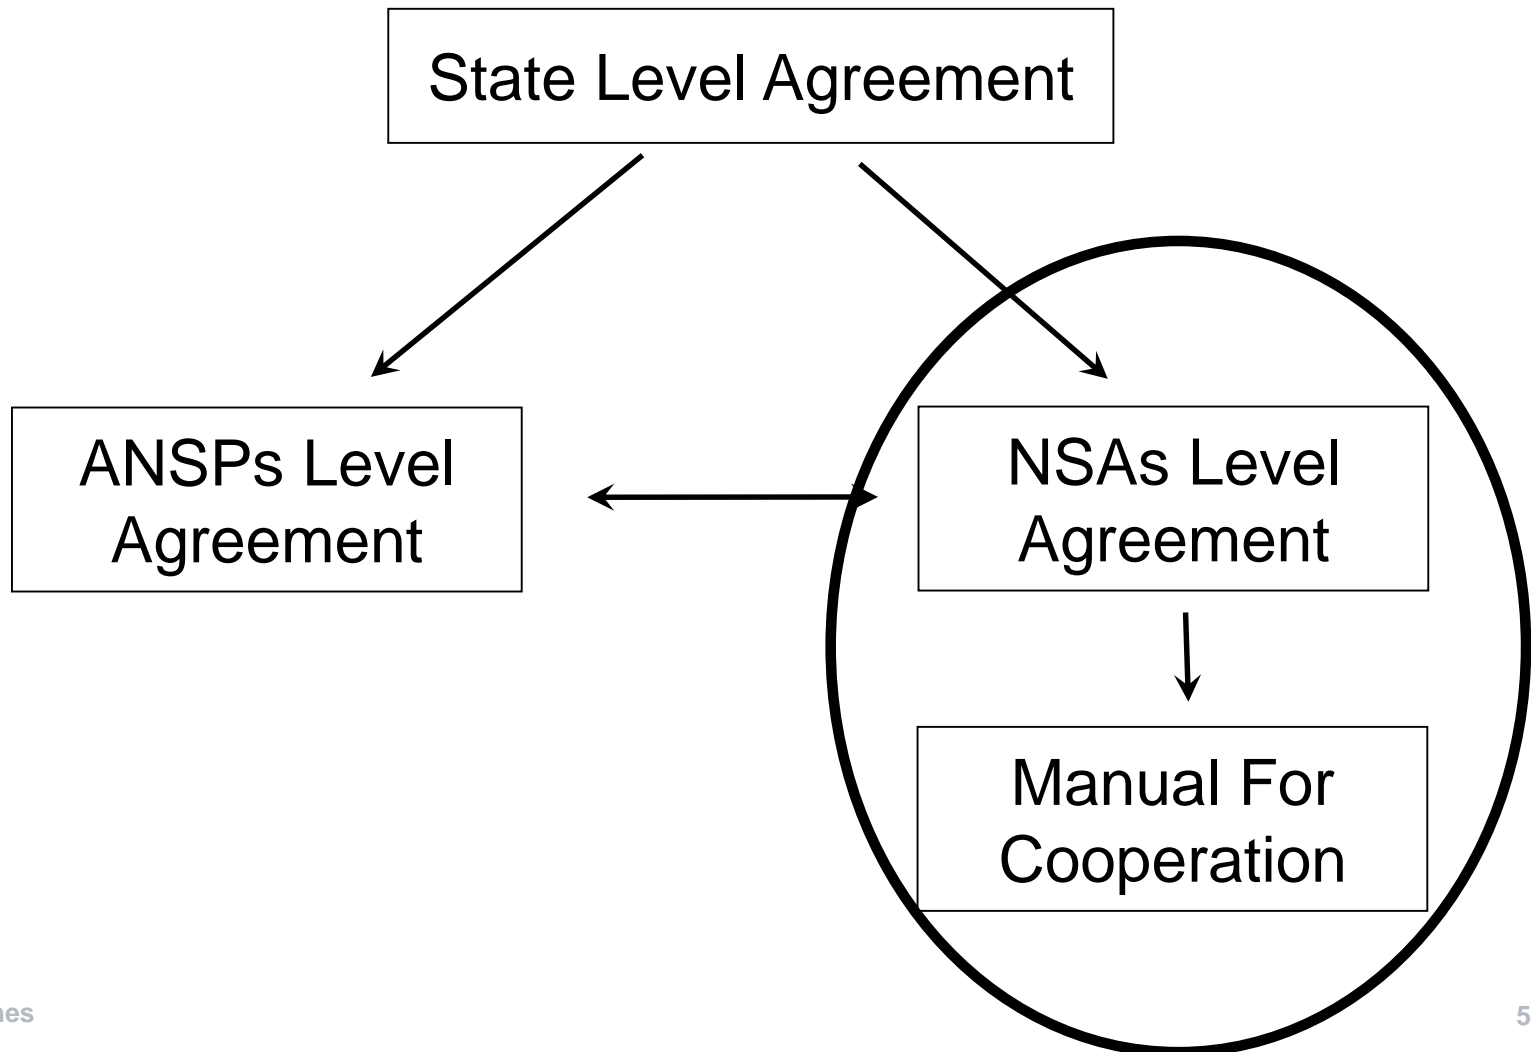 State Level Agreement
ANSPs Level
Agreement
NSAs Level
Agreement
Manual For
Cooperation
5